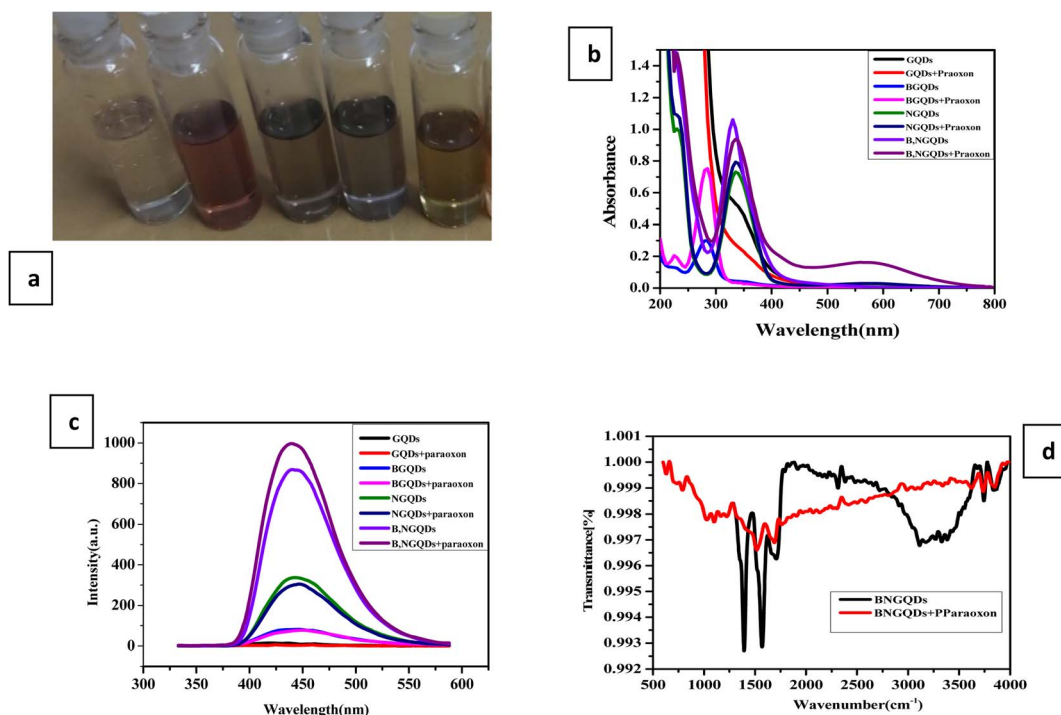 a
b
1.4
1.2
1.0
0.8
0.6
0.4
0.2
0.0
Absorbance
200
300
400
500
600
700
800
Wavelength(nm)
GQDs
GQDs+Praoxon
BGQDs
BGQDs+Praoxon
NGQDs
NGQDs+Praoxon
B,NGQDs
B,NGQDs+Praoxon
c
1000
800
600
400
200
0
Intensity(a.u.)
300
350
400
450
500
550
600
Wavelength(nm)
GQDs
GQDs+paraoxon
BGQDs
BGQDs+paraoxon
NGQDs
NGQDs+paraoxon
B,NGQDs
B,NGQDs+paraoxon
d
1.001
1.000
0.999
0.998
0.997
0.996
0.995
0.994
0.993
0.992
Transmittance[%]
500
1000
1500
2000
2500
3000
3500
4000
Wavenumber(cm-1)
BNGQDs
BNGQDs+PParaoxon